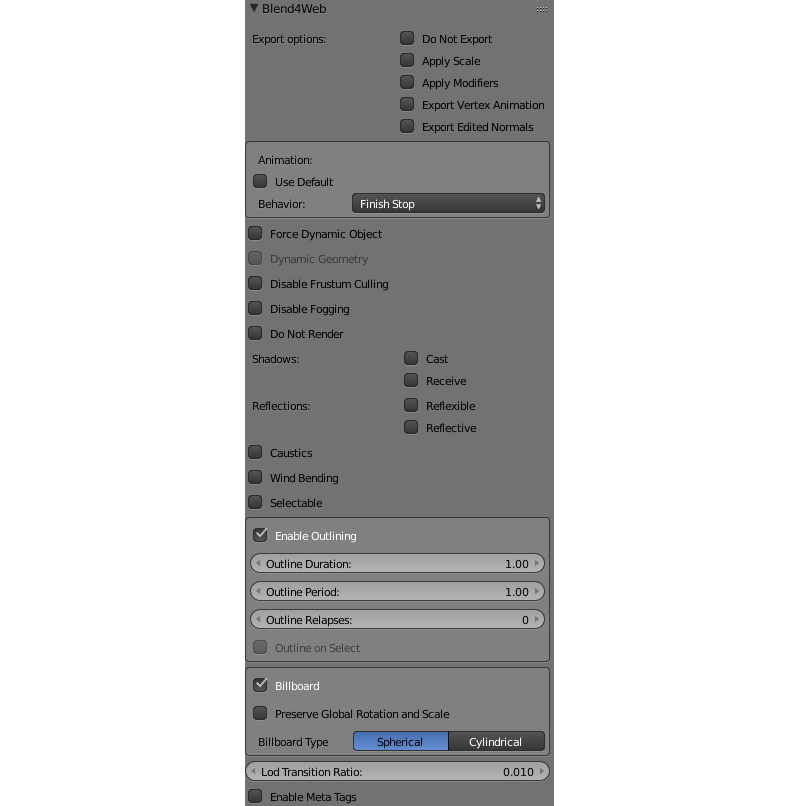 Blend4Web
Export options:
Do Not Export
Apply Scale
Apply Modifiers
Export Vertex Animation
Export Edited Normals
Animation:
Use Default
Behavior: Finish Stop
Force Dynamic Object
Dynamic Geometry
Disable Frustum Culling
Disable Fogging
Do Not Render
Shadows: Cast
Receive
Reflections: Reflexible
Reflective
Caustics
Wind Bending
Selectable
Enable Outlining
Outline Duration: 1.00
Outline Period: 1.00
Outline Relapses: 0
Outline on Select
Billboard
Preserve Global Rotation and Scale
Billboard Type Spherical Cylindrical
Lod Transition Ratio: 0.010
Enable Meta Tags